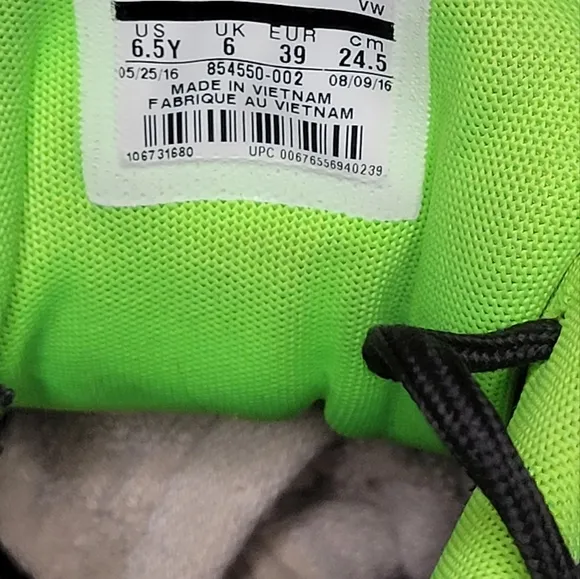 VW
US UK EUR cm
6.5Y 6 39 24.5
05/25/16 854550-002 08/09/16
MADE IN VIETNAM
FABRIQUE AU VIETNAM
106731680 UPC 00676556940239